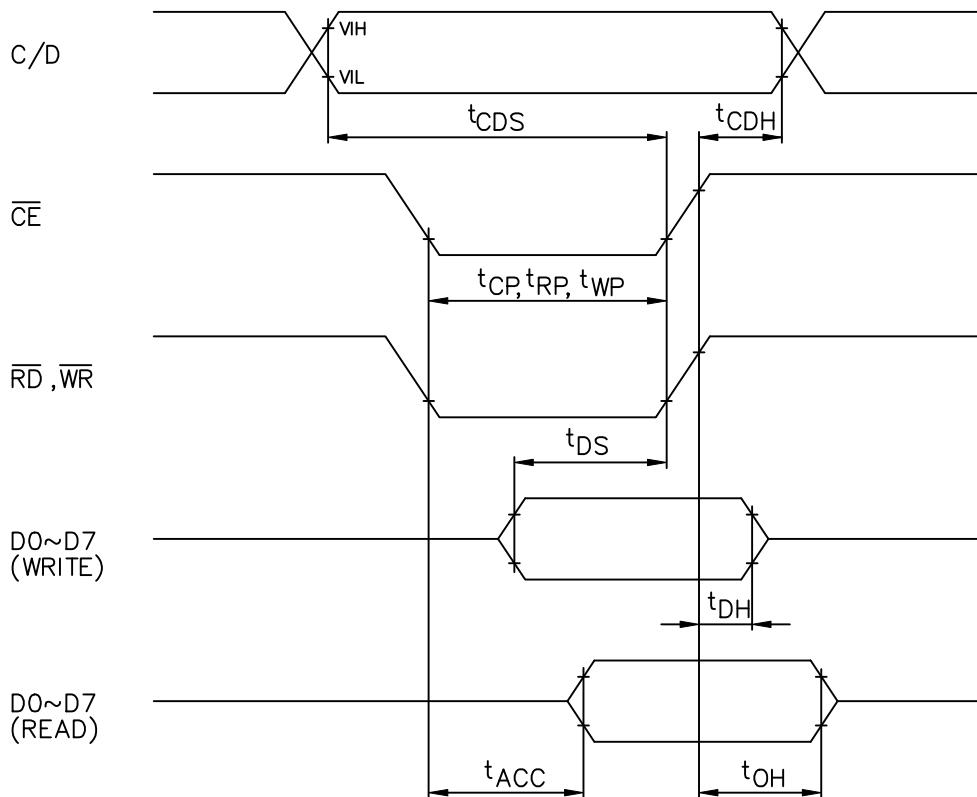 C/D
VIH
VIL
tCDS
tCDH
CE
tCP, tRP, tWP
RD ,WR
tDS
D0~D7
(WRITE)
tDH
D0~D7
(READ)
tACC
tOH